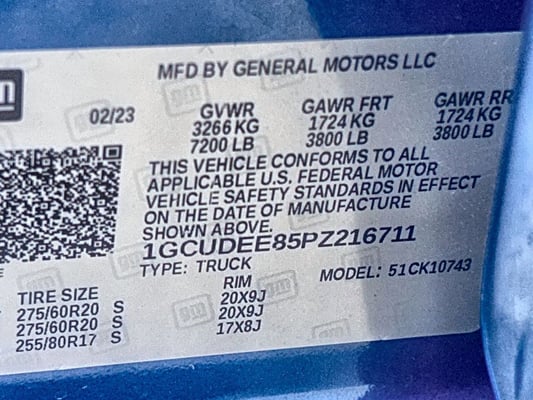 MFD BY GENERAL MOTORS LLC
gm
02/23
GVWR
3266 KG
7200 LB
GAWR FRT
1724 KG
3800 LB
GAWR RR
1724 KG
3800 LB
THIS VEHICLE CONFORMS TO ALL
APPLICABLE U.S. FEDERAL MOTOR
VEHICLE SAFETY STANDARDS IN EFFECT
ON THE DATE OF MANUFACTURE
SHOWN ABOVE.
1GCUDEE85PZ216711
TYPE: TRUCK
MODEL: 51CK10743
TIRE SIZE
RIM
275/60R20 S
20X9J
275/60R20 S
20X9J
255/80R17 S
17X8J